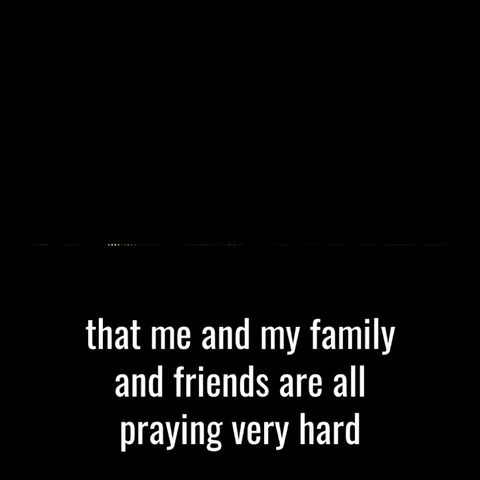 that me and my family
and friends are all
praying very hard